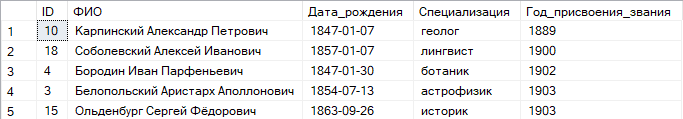 ID ФИО Дата_рождения Специализация Год_присвоения_звания
1 10 Карпинский Александр Петрович 1847-01-07 геолог 1889
2 18 Соболевский Алексей Иванович 1857-01-07 лингвист 1900
3 4 Бородин Иван Парфеньевич 1847-01-30 ботаник 1902
4 3 Белопольский Аристарх Аполлонович 1854-07-13 астрофизик 1903
5 15 Ольденбург Сергей Фёдорович 1863-09-26 историк 1903